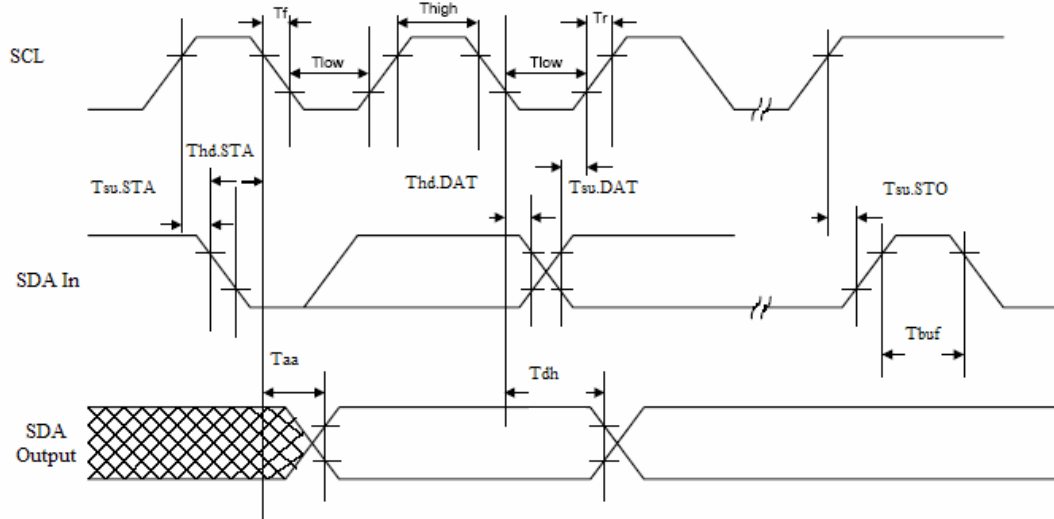 Tf
Thigh
Tr
SCL
Tlow
Tlow
Thd.STA
Tsu.STA
Thd.DAT
Tsu.DAT
Tsu.STO
SDA In
Tbuf
Taa
Tdh
SDA
Output